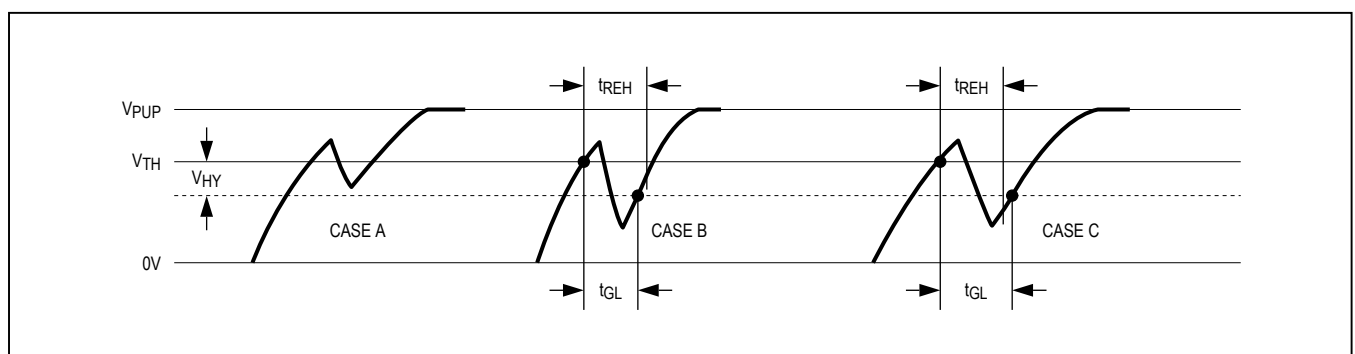 tREH
tREH
VPUP
VTH
VHY
CASE A
CASE B
CASE C
0V
tGL
tGL